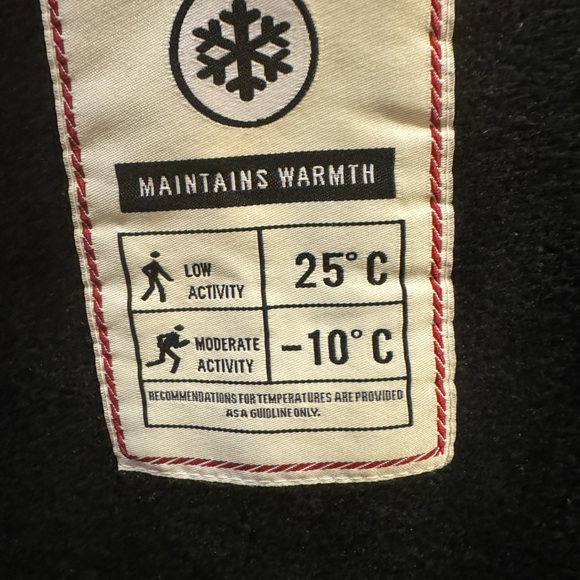 MAINTAINS WARMTH
LOW ACTIVITY 25°C
MODERATE ACTIVITY -10°C
RECOMMENDATIONS FOR TEMPERATURES ARE PROVIDED
AS A GUIDLINE ONLY.